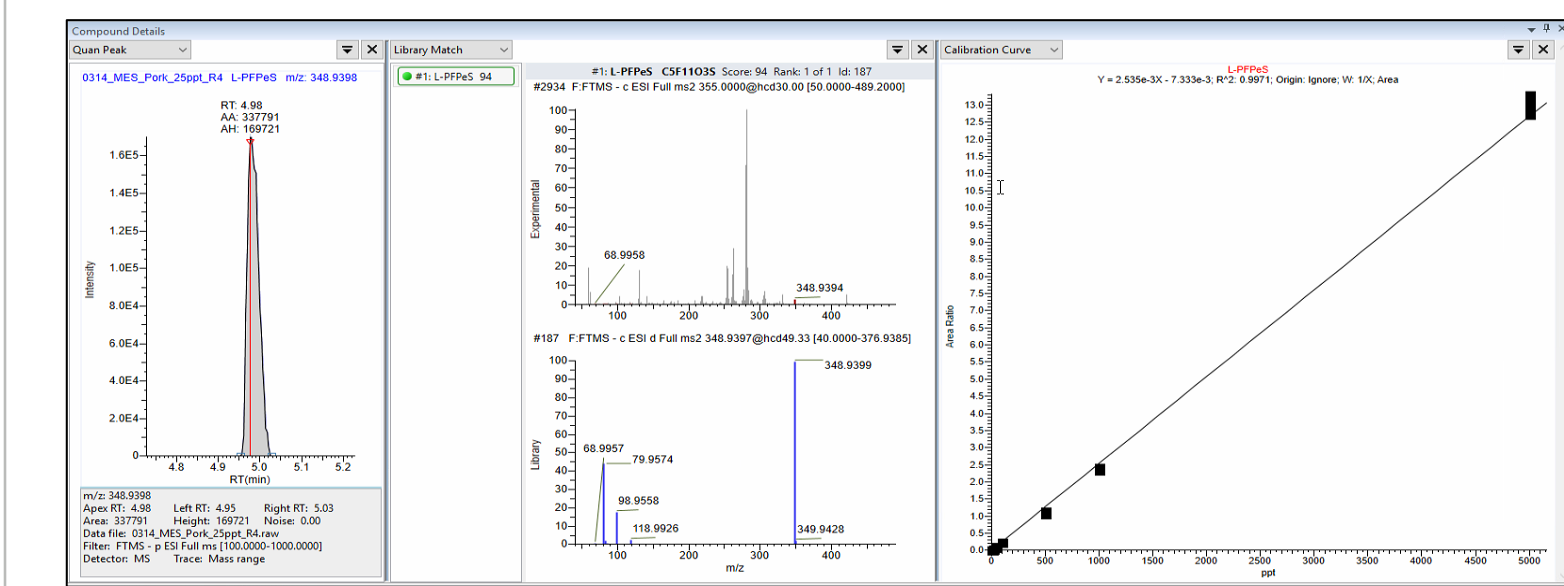 Compound Details
Quan Peak
0314_MES_Pork_25ppt_R4 L-PFPeS m/z: 348.9398
RT: 4.98
AA: 337791
AH: 169721
1.6E5
1.4E5
1.2E5
1.0E5
8.0E4
6.0E4
4.0E4
2.0E4
0
Intensity
4.8 4.9 5.0 5.1 5.2
RT(min)
m/z: 348.9398
Apex RT: 4.98 Left RT: 4.95 Right RT: 5.03
Area: 337791 Height: 169721 Noise: 0.00
Data file: 0314_MES_Pork_25ppt_R4.raw
Filter: FTMS - p ESI Full ms [100.0000-1000.0000]
Detector: MS Trace: Mass range
Library Match
#1: L-PFPeS 94
#1: L-PFPeS C5F11O3S Score: 94 Rank: 1 of 1 Id: 187
#2934 F:FTMS - c ESI Full ms2 355.0000@hcd30.00 [50.0000-489.2000]
100
90
80
70
60
50
40
30
20
10
0
Experimental
68.9958
348.9394
100 200 300 400
#187 F:FTMS - c ESI d Full ms2 348.9397@hcd49.33 [40.0000-376.9385]
100
90
80
70
60
50
40
30
20
10
0
Library
348.9399
68.9957
79.9574
98.9558
118.9926
349.9428
100 200 300 400
m/z
Calibration Curve
L-PFPeS
Y = 2.535e-3X - 7.333e-3; R^2: 0.9971; Origin: Ignore; W: 1/X; Area
13.0
12.5
12.0
11.5
11.0
10.5
10.0
9.5
9.0
8.5
8.0
7.5
7.0
6.5
6.0
5.5
5.0
4.5
4.0
3.5
3.0
2.5
2.0
1.5
1.0
0.5
0.0
Area Ratio
0 500 1000 1500 2000 2500 3000 3500 4000 4500 5000
ppt